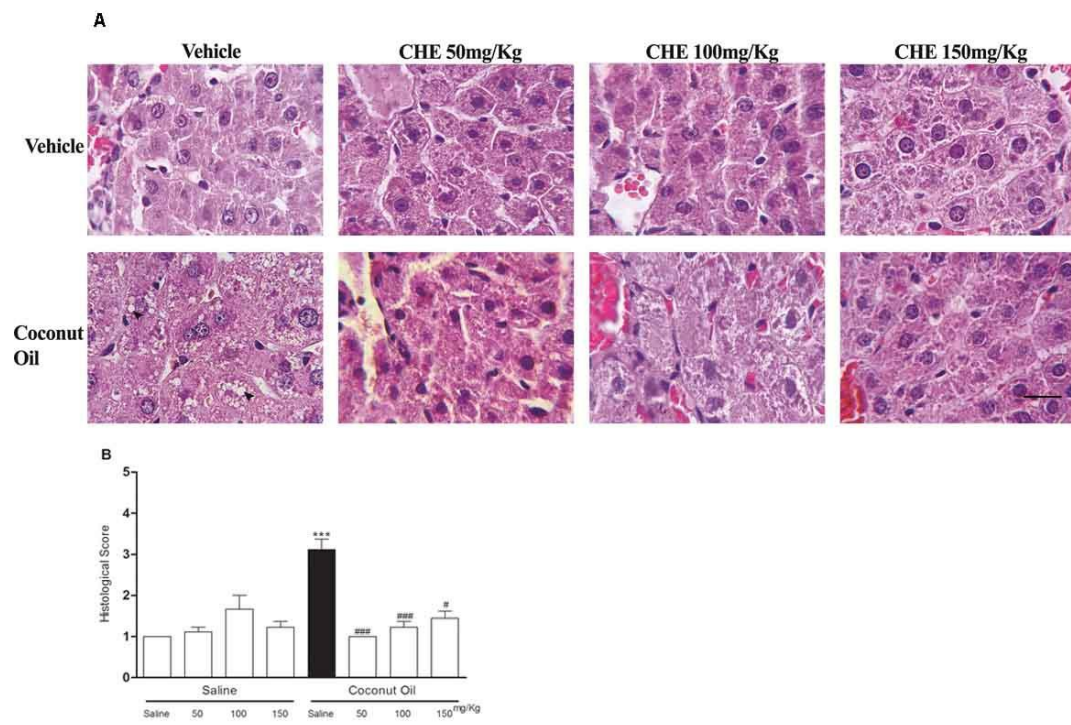 A
Vehicle CHE 50mg/Kg CHE 100mg/Kg CHE 150mg/Kg
Vehicle
Coconut
Oil
B
5
4
3
2
1
0
Histological Score
***
###
###
#
Saline Coconut Oil
Saline 50 100 150 Saline 50 100 150 mg/Kg